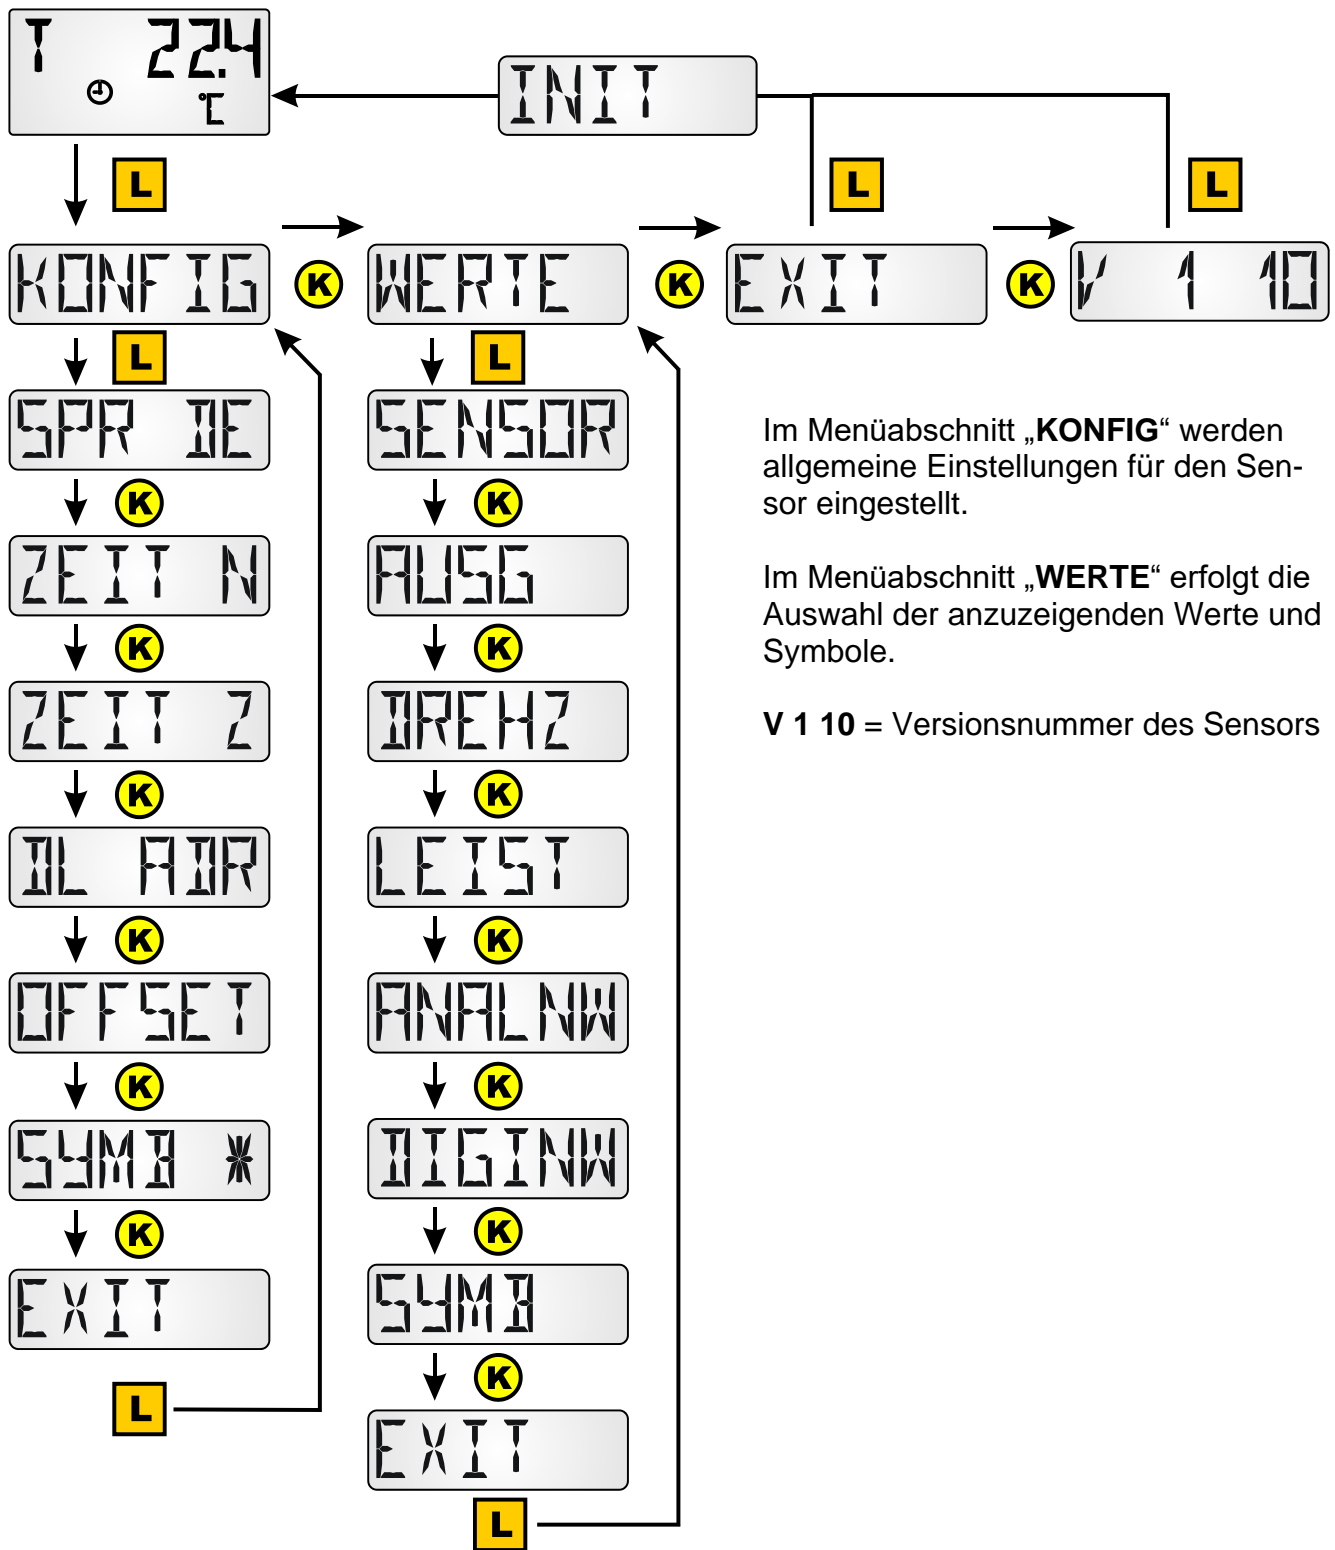 T 22.4
°C
INIT
L
L
L
KONFIG
K
WERTE
K
EXIT
K
V 1 10
L
L
SPR DE
SENSOR
K
K
ZEIT N
AUSG
K
K
ZEIT Z
DREHZ
K
K
DL ADR
LEIST
K
K
OFFSET
ANALNW
K
K
SYMB *
DIGINW
K
K
EXIT
SYMB
K
L
EXIT
L
Im Menüabschnitt „KONFIG“ werden
allgemeine Einstellungen für den Sen-
sor eingestellt.
Im Menüabschnitt „WERTE“ erfolgt die
Auswahl der anzuzeigenden Werte und
Symbole.
V 1 10 = Versionsnummer des Sensors